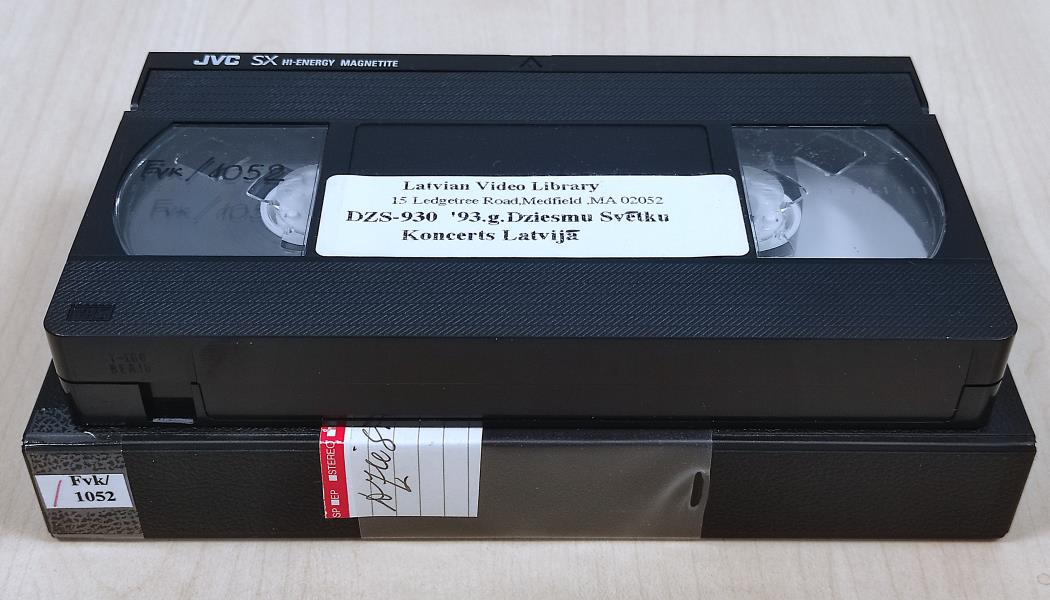 JVC SX HI-ENERGY MAGNETITE
Fvk/1052
Latvian Video Library
15 Ledgetree Road,Medfield ,MA 02052
DZS-930 '93.g.Dziesmu Svētku
Koncerts Latvijā
T-160
SP EP STEREO
Fvk/
1052